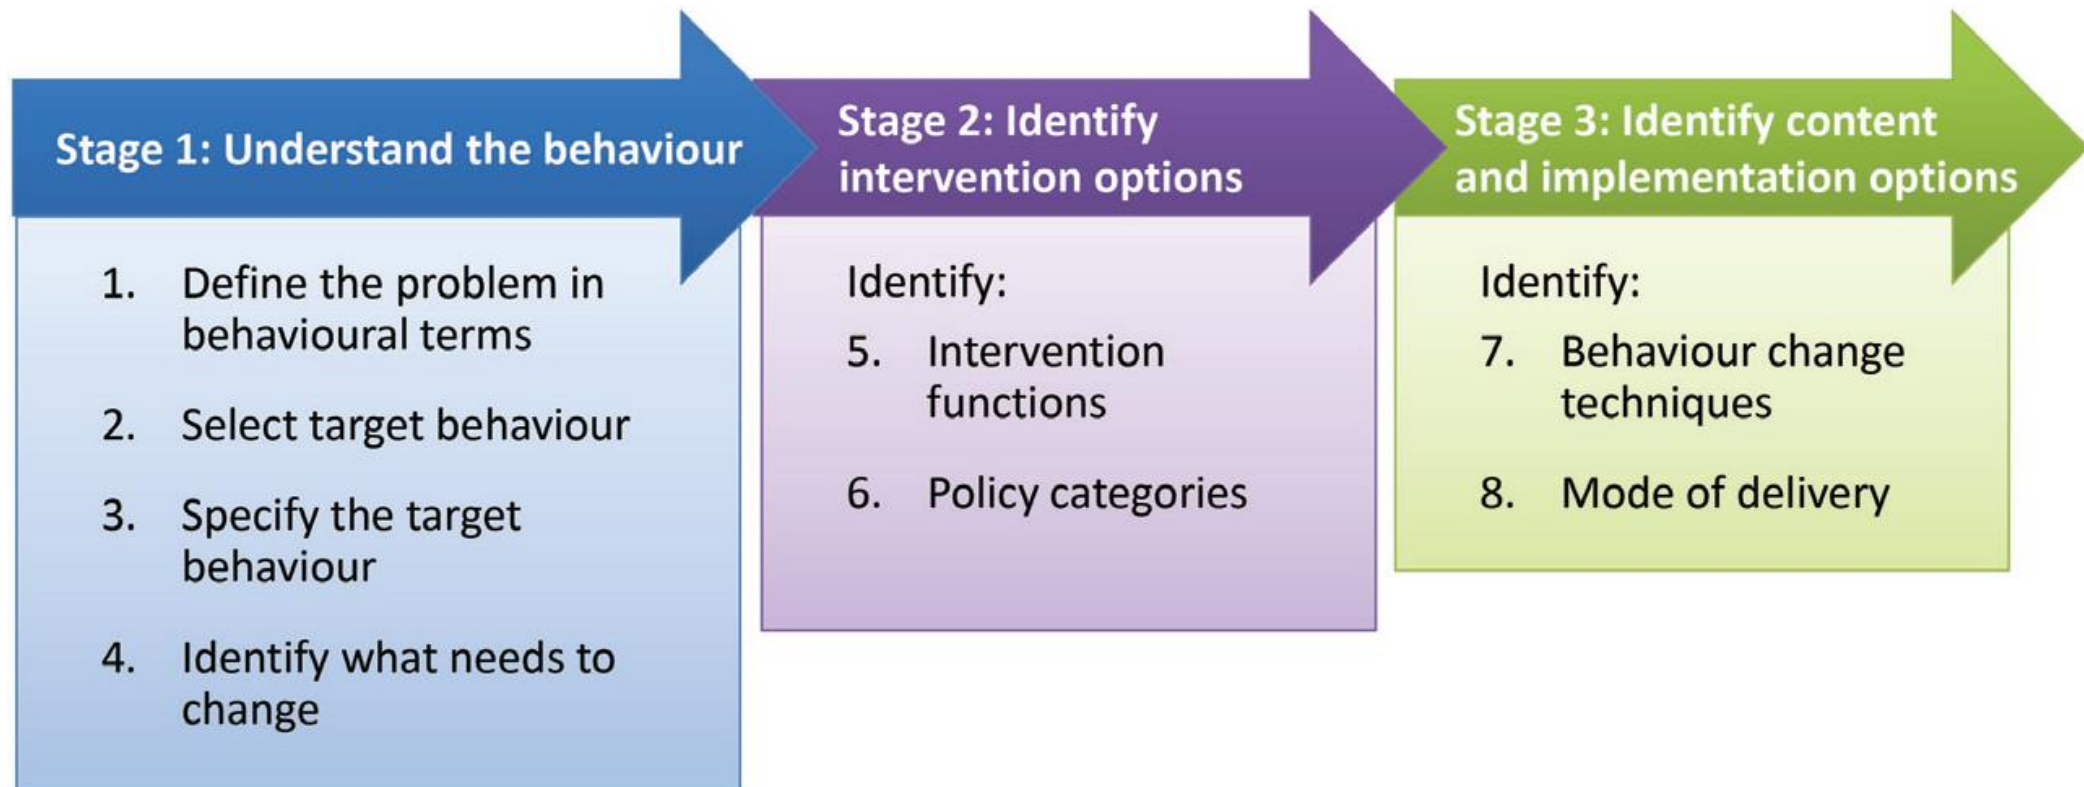 Stage 1: Understand the behaviour
1. Define the problem in
behavioural terms
2. Select target behaviour
3. Specify the target
behaviour
4. Identify what needs to
change
Stage 2: Identify
intervention options
Identify:
5. Intervention
functions
6. Policy categories
Stage 3: Identify content
and implementation options
Identify:
7. Behaviour change
techniques
8. Mode of delivery